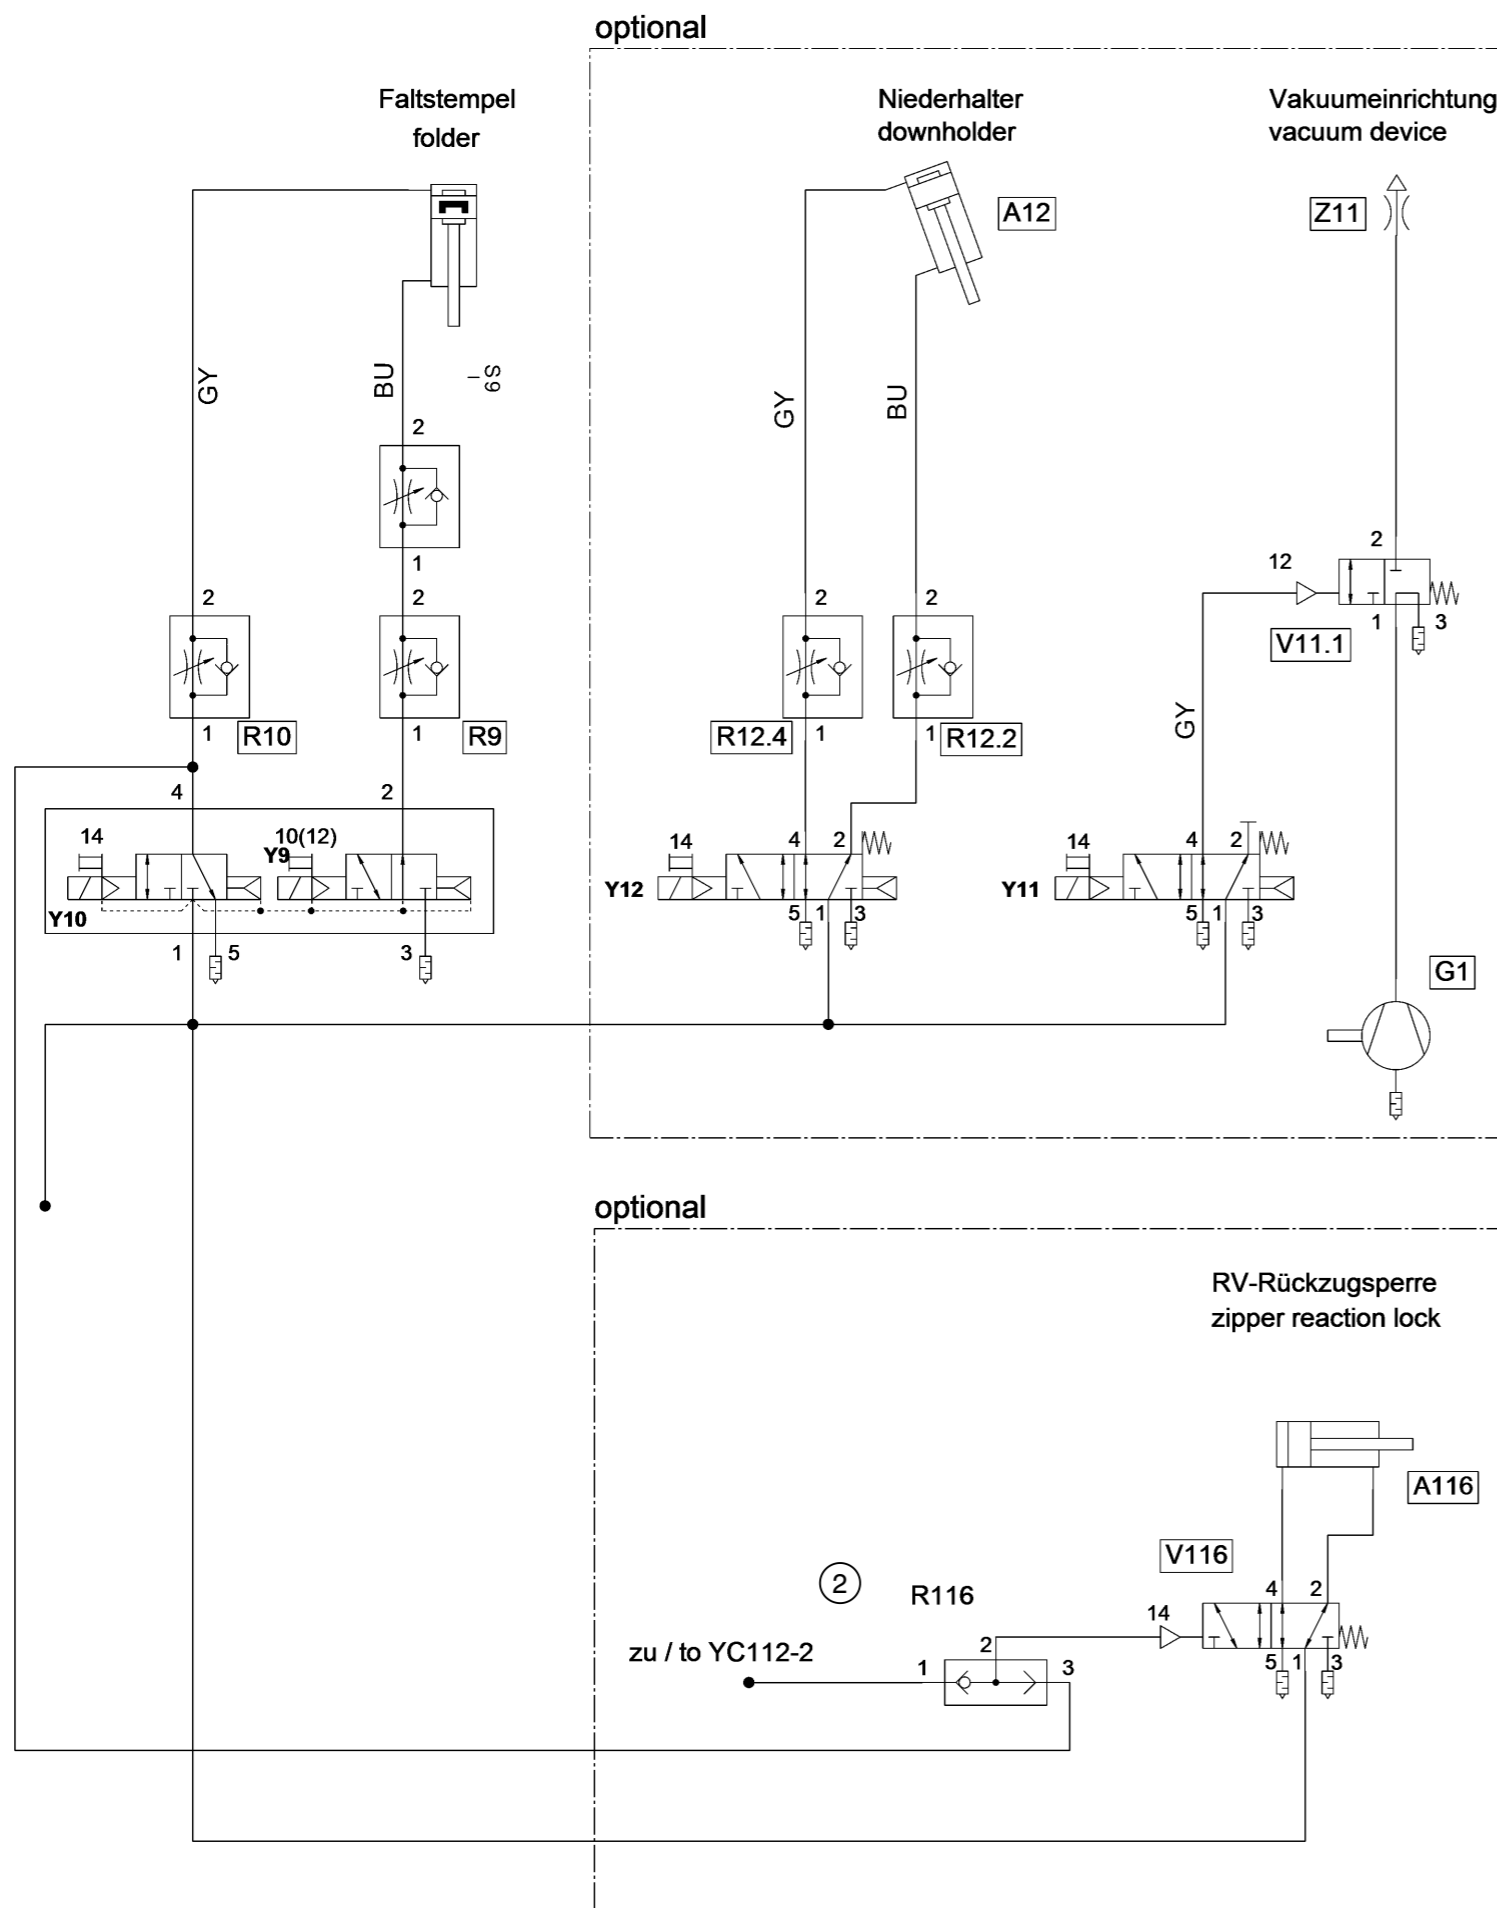 optional
Faltstempel
folder
Niederhalter
downholder
Vakuumeinrichtung
vacuum device
A12
Z11
GY
BU
S9
GY
BU
2
1
2
2
2
2
12
2
1
3
V11.1
GY
R10
1
1
R9
R12.4
1
1
R12.2
4
2
14
10(12)
Y9
Y10
1
5
3
14
4
2
Y12
5
1
3
14
4
2
Y11
5
1
3
G1
optional
RV-Rückzugsperre
zipper reaction lock
A116
V116
2
R116
14
4
2
zu / to YC112-2
1
2
3
5
1
3